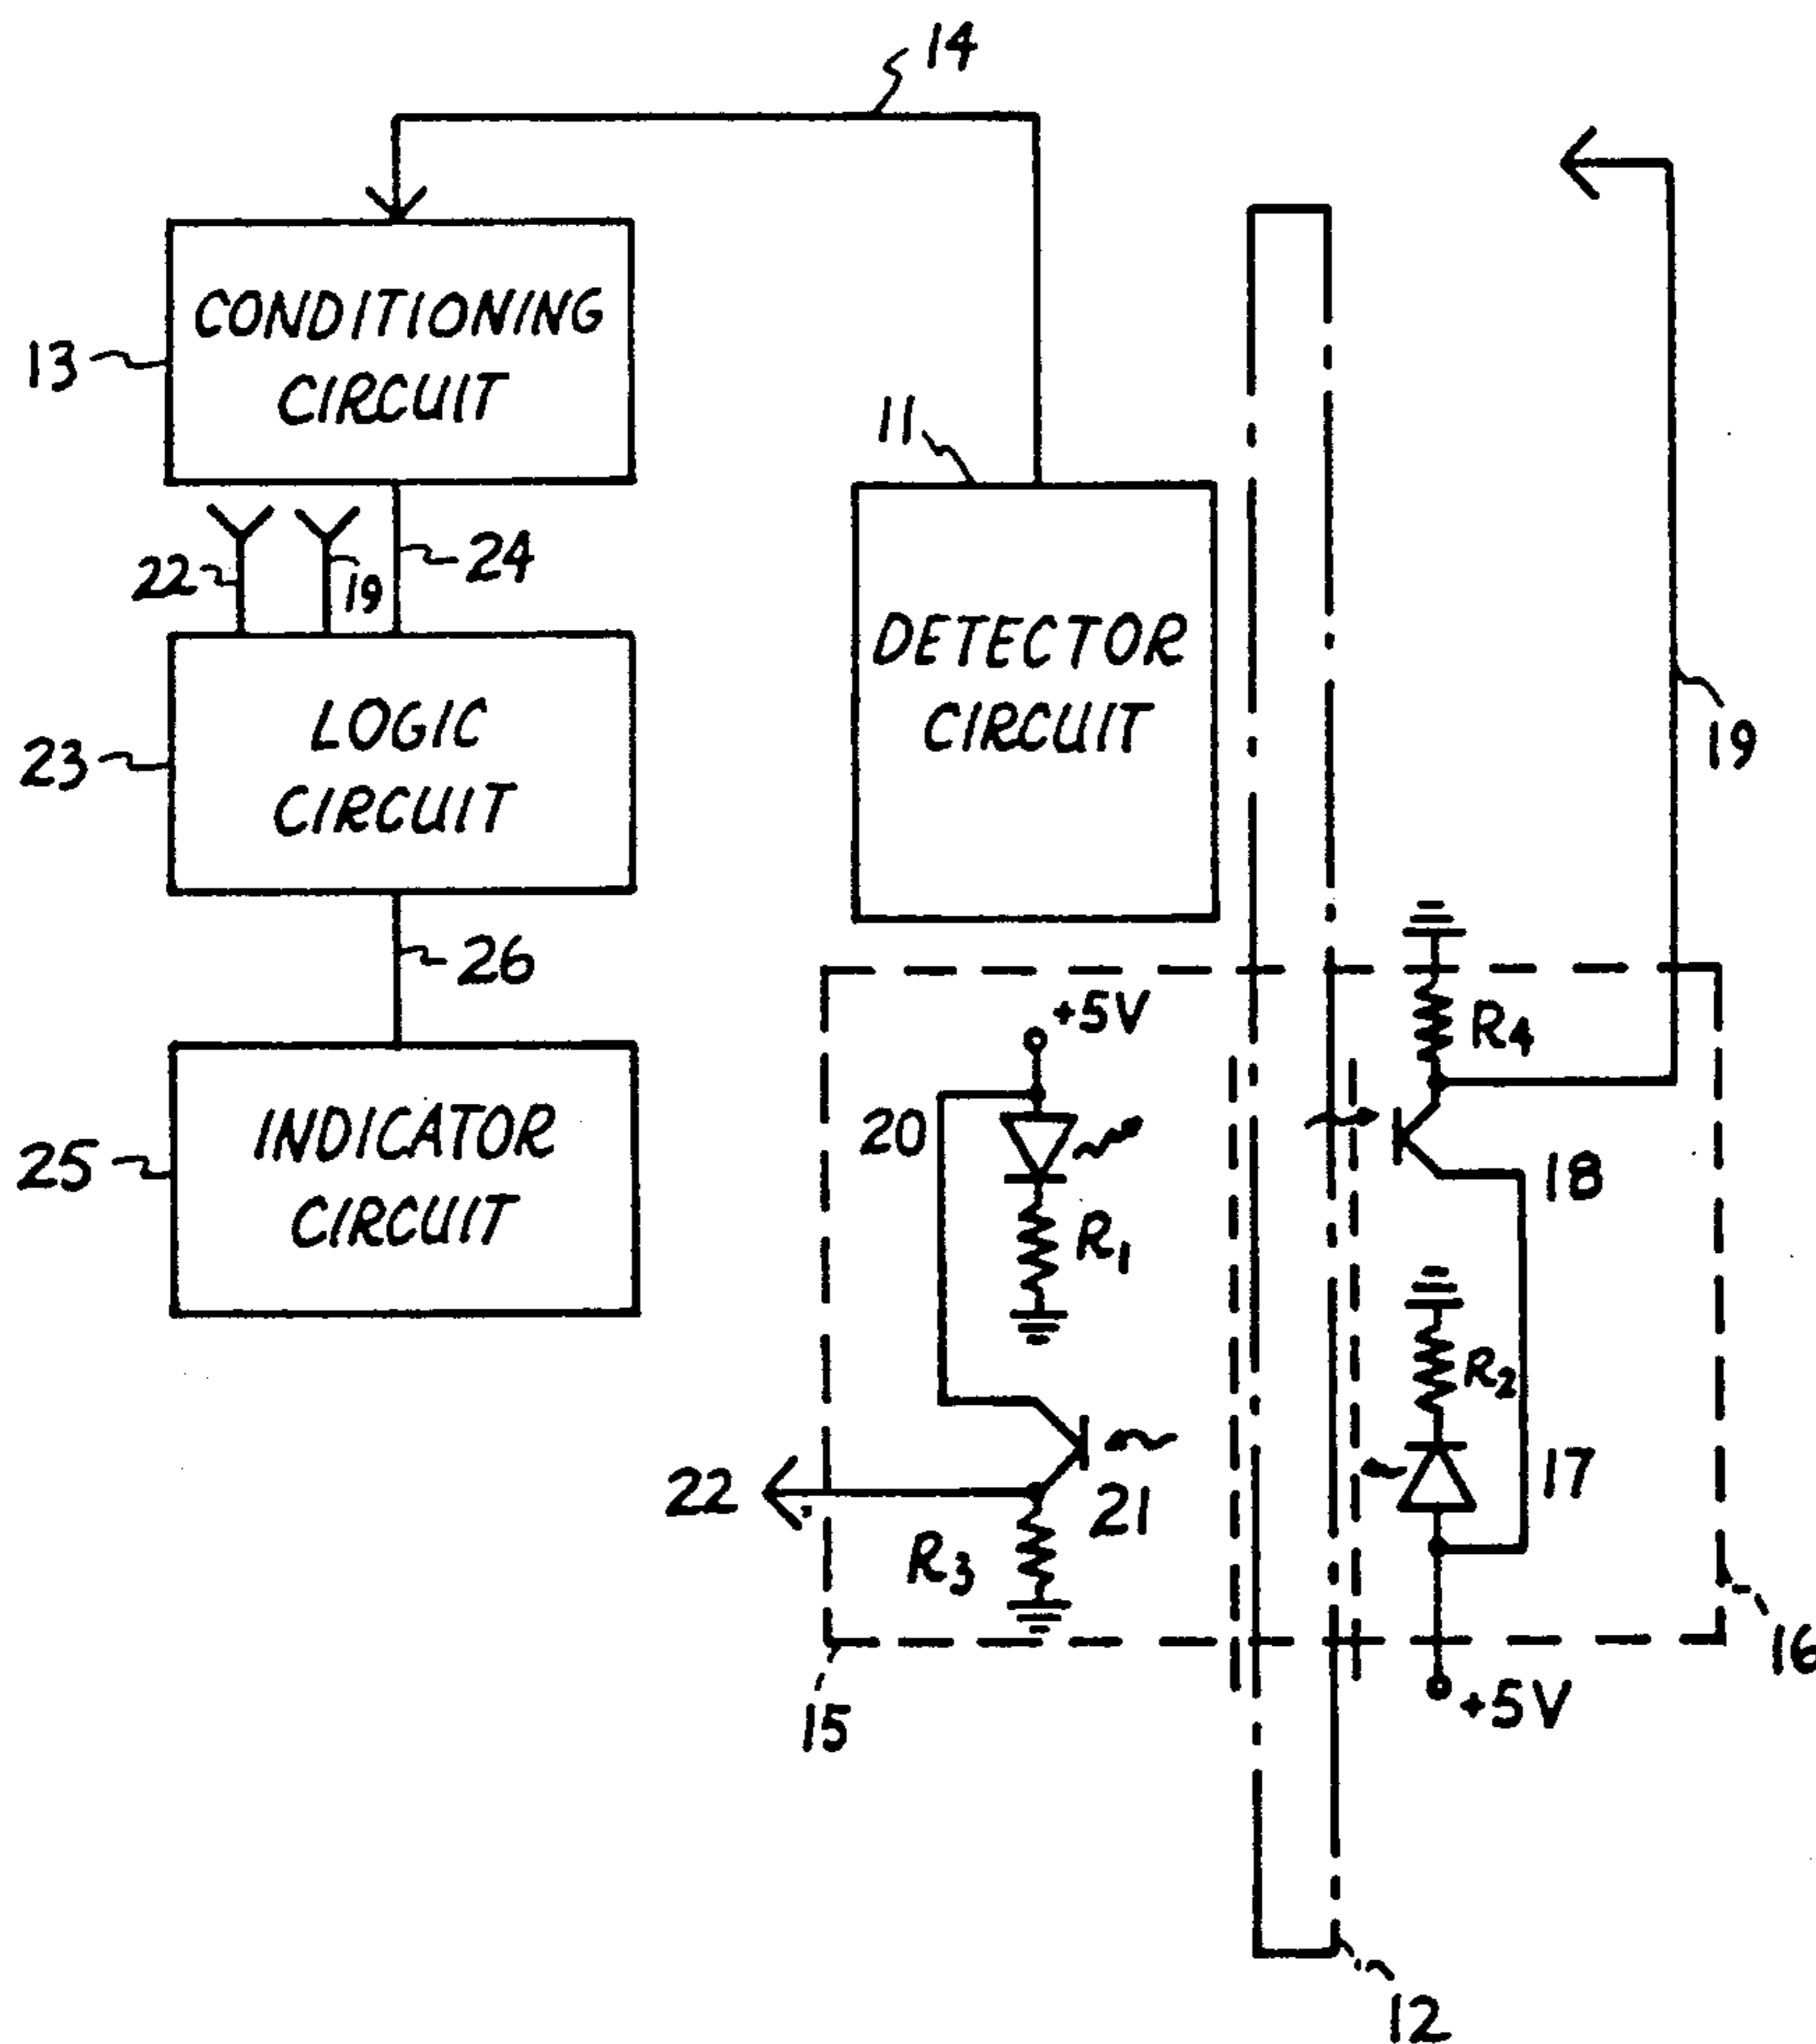 14
CONDITIONING
CIRCUIT
13
11
22
19
24
DETECTOR
CIRCUIT
LOGIC
CIRCUIT
23
19
26
+5V
R4
20
INDICATOR
CIRCUIT
25
18
R1
R2
22
21
17
R3
16
15
+5V
12